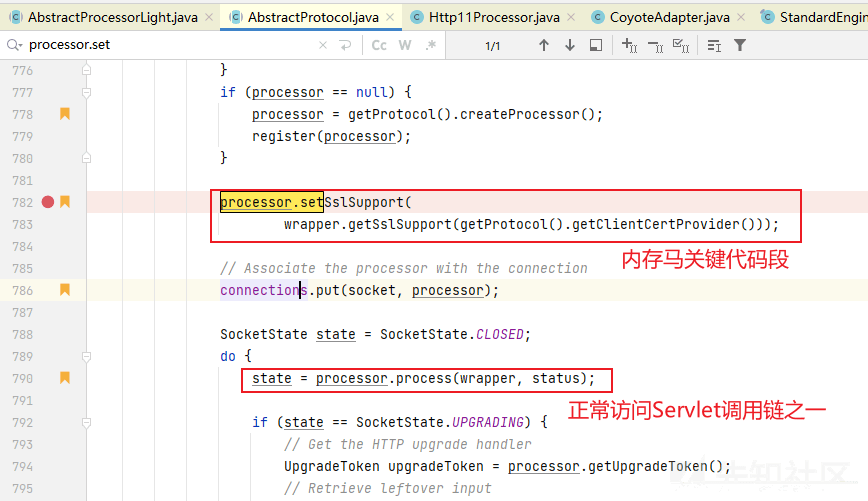 AbstractProcessorLight.java × AbstractProtocol.java × Http11Processor.java × CoyoteAdapter.java × StandardEngin
processor.set × Cc W .* 1/1
776 }
777 if (processor == null) {
778 processor = getProtocol().createProcessor();
779 register(processor);
780 }
781
782 processor.setSslSupport(
783 wrapper.getSslSupport(getProtocol().getClientCertProvider()));
784
内存马关键代码段
785 // Associate the processor with the connection
786 connections.put(socket, processor);
787
788 SocketState state = SocketState.CLOSED;
789 do {
790 state = processor.process(wrapper, status);
791
正常访问Servlet调用链之一
792 if (state == SocketState.UPGRADING) {
793 // Get the HTTP upgrade handler
794 UpgradeToken upgradeToken = processor.getUpgradeToken();
795 // Retrieve leftover input
先知社区